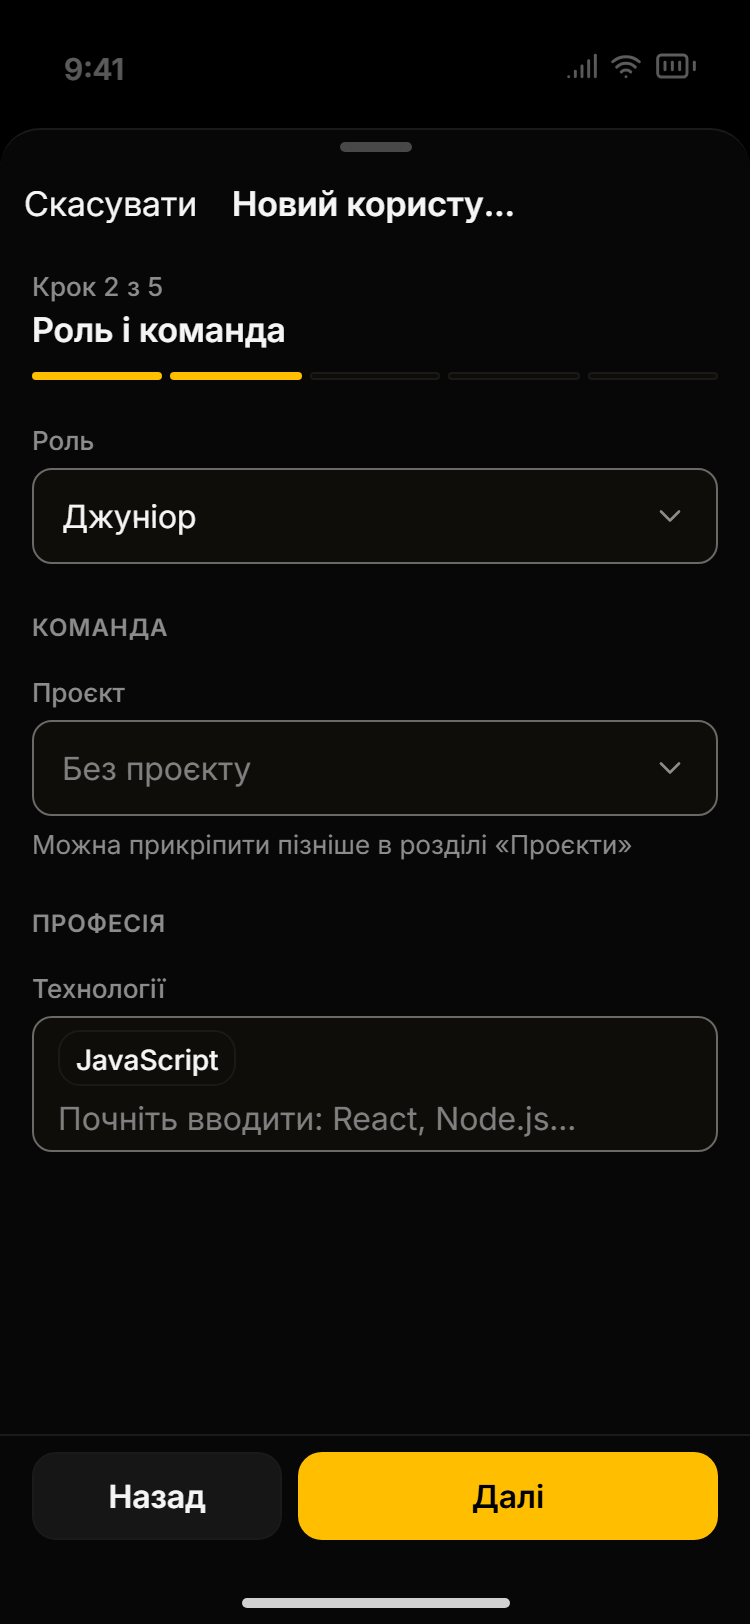 9:41
Скасувати Новий користу...
Крок 2 з 5
Роль і команда
Роль
Джуніор
КОМАНДА
Проєкт
Без проєкту
Можна прикріпити пізніше в розділі «Проєкти»
ПРОФЕСІЯ
Технології
JavaScript
Почніть вводити: React, Node.js...
Назад Далі